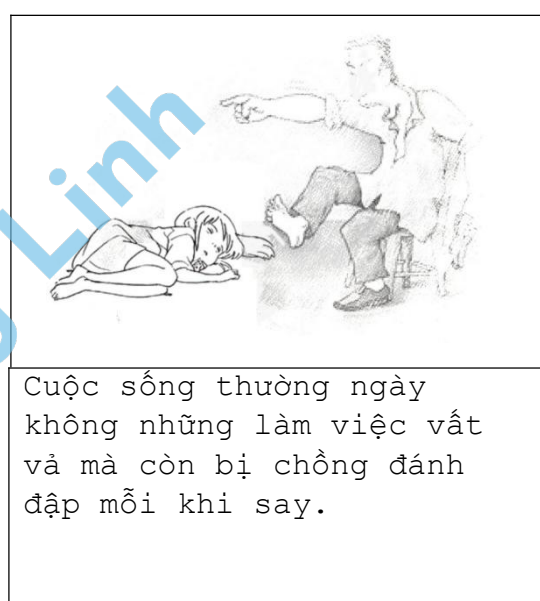 Linh
Cuộc sống thường ngày
không những làm việc vất
vả mà còn bị chồng đánh
đập mỗi khi say.